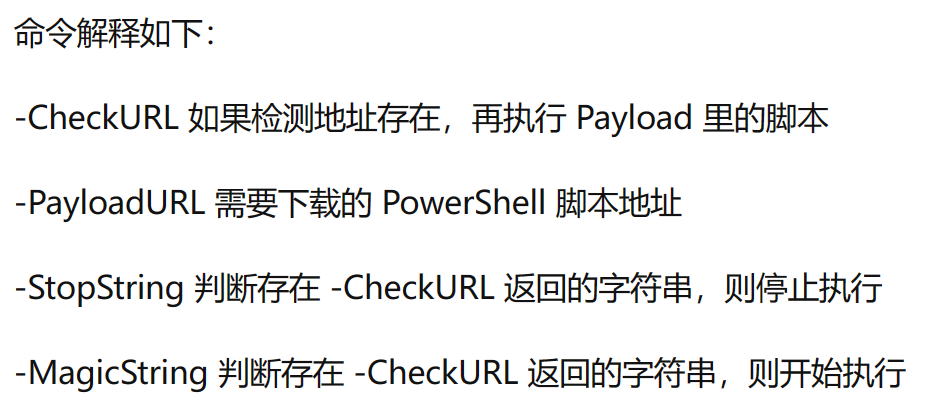 命令解释如下：
-CheckURL 如果检测地址存在，再执行 Payload 里的脚本
-PayloadURL 需要下载的 PowerShell 脚本地址
-StopString 判断存在 -CheckURL 返回的字符串，则停止执行
-MagicString 判断存在 -CheckURL 返回的字符串，则开始执行